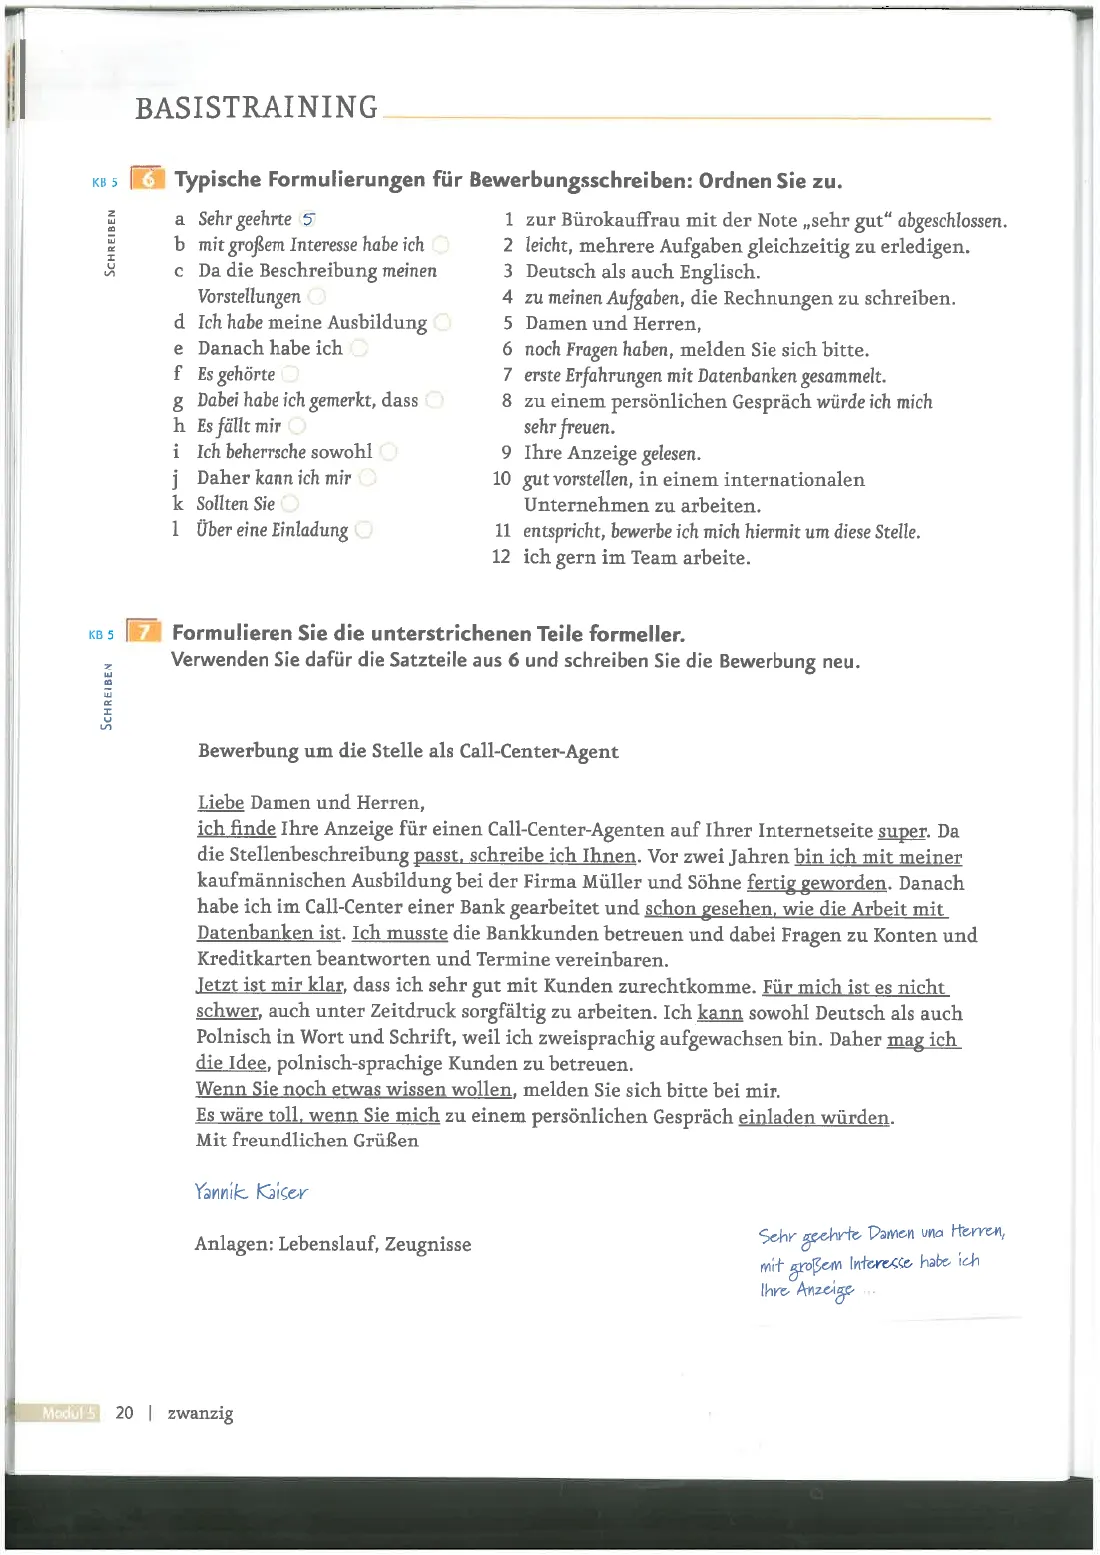 BASISTRAINING
KB 5 6 Typische Formulierungen für Bewerbungsschreiben: Ordnen Sie zu.
SCHREIBEN
a Sehr geehrte 5
b mit großem Interesse habe ich
c Da die Beschreibung meinen
Vorstellungen
d Ich habe meine Ausbildung
e Danach habe ich
f Es gehörte
g Dabei habe ich gemerkt, dass
h Es fällt mir
i Ich beherrsche sowohl
j Daher kann ich mir
k Sollten Sie
l Über eine Einladung
1 zur Bürokauffrau mit der Note „sehr gut“ abgeschlossen.
2 leicht, mehrere Aufgaben gleichzeitig zu erledigen.
3 Deutsch als auch Englisch.
4 zu meinen Aufgaben, die Rechnungen zu schreiben.
5 Damen und Herren,
6 noch Fragen haben, melden Sie sich bitte.
7 erste Erfahrungen mit Datenbanken gesammelt.
8 zu einem persönlichen Gespräch würde ich mich
sehr freuen.
9 Ihre Anzeige gelesen.
10 gut vorstellen, in einem internationalen
Unternehmen zu arbeiten.
11 entspricht, bewerbe ich mich hiermit um diese Stelle.
12 ich gern im Team arbeite.
KB 5 7 Formulieren Sie die unterstrichenen Teile formeller.
Verwenden Sie dafür die Satzteile aus 6 und schreiben Sie die Bewerbung neu.
SCHREIBEN
Bewerbung um die Stelle als Call-Center-Agent
Liebe Damen und Herren,
ich finde Ihre Anzeige für einen Call-Center-Agenten auf Ihrer Internetseite super. Da
die Stellenbeschreibung passt, schreibe ich Ihnen. Vor zwei Jahren bin ich mit meiner
kaufmännischen Ausbildung bei der Firma Müller und Söhne fertig geworden. Danach
habe ich im Call-Center einer Bank gearbeitet und schon gesehen, wie die Arbeit mit
Datenbanken ist. Ich musste die Bankkunden betreuen und dabei Fragen zu Konten und
Kreditkarten beantworten und Termine vereinbaren.
Jetzt ist mir klar, dass ich sehr gut mit Kunden zurechtkomme. Für mich ist es nicht
schwer, auch unter Zeitdruck sorgfältig zu arbeiten. Ich kann sowohl Deutsch als auch
Polnisch in Wort und Schrift, weil ich zweisprachig aufgewachsen bin. Daher mag ich
die Idee, polnisch-sprachige Kunden zu betreuen.
Wenn Sie noch etwas wissen wollen, melden Sie sich bitte bei mir.
Es wäre toll, wenn Sie mich zu einem persönlichen Gespräch einladen würden.
Mit freundlichen Grüßen
Yannik Kaiser
Anlagen: Lebenslauf, Zeugnisse
Sehr geehrte Damen und Herren,
mit großem Interesse habe ich
Ihre Anzeige ...
Modul 5 20 | zwanzig